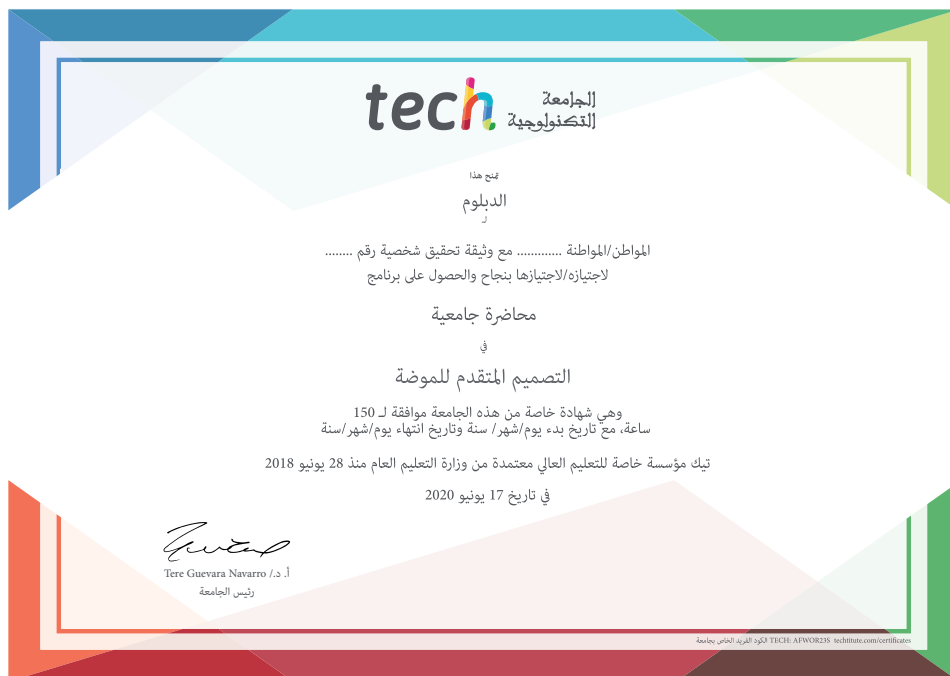 tech الجامعة
التكنولوجية
تمنح هذا
الدبلوم
لـ
المواطن/المواطنة ............. مع وثيقة تحقيق شخصية رقم ........
لاجتيازه/لاجتيازها بنجاح والحصول على برنامج
محاضرة جامعية
في
التصميم المتقدم للموضة
وهي شهادة خاصة من هذه الجامعة موافقة لـ 150
ساعة، مع تاريخ بدء يوم/شهر/ سنة وتاريخ انتهاء يوم/شهر/سنة
تيك مؤسسة خاصة للتعليم العالي معتمدة من وزارة التعليم العام منذ 28 يونيو 2018
في تاريخ 17 يونيو 2020
أ. د./ Tere Guevara Navarro
رئيس الجامعة
الكود الفريد الخاص بجامعة TECH: AFWOR23S techtitute.com/certificates